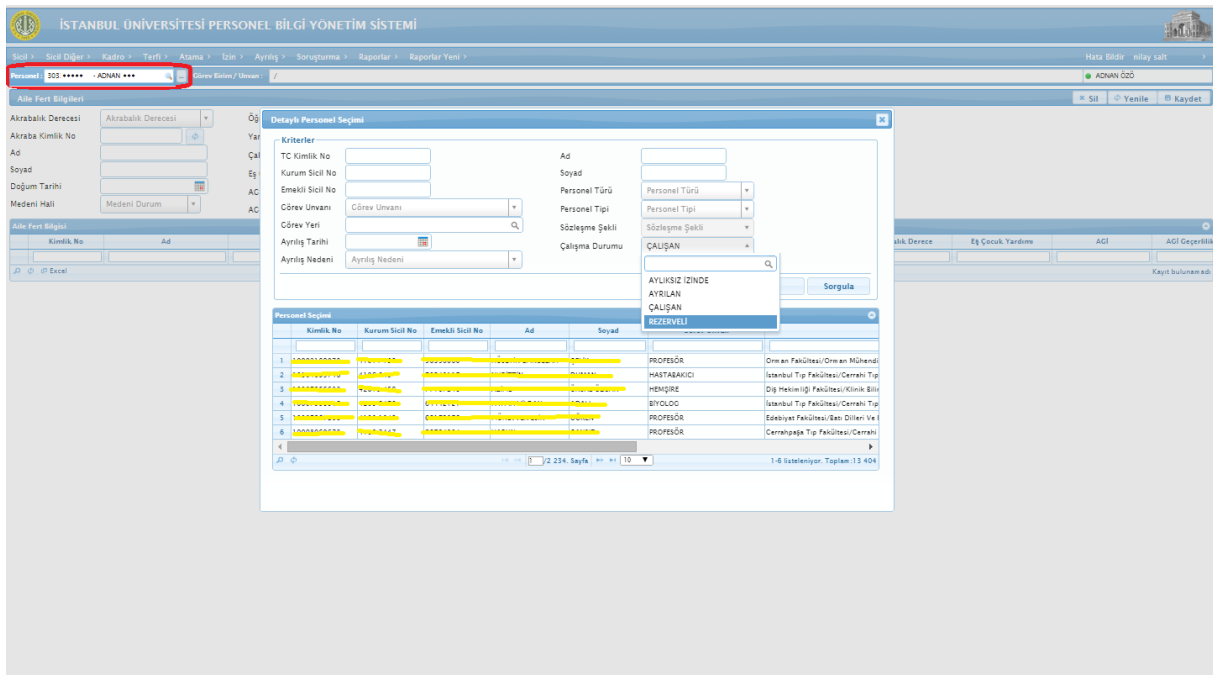 İSTANBUL ÜNİVERSİTESİ PERSONEL BİLGİ YÖNETİM SİSTEMİ
Sicil > Sicil Diğer > Kadro > Terfi > Atama > İzin > Ayrılış > Soruşturma > Raporlar > Raporlar Yeni > Hata Bildir nilay salt >
Personel : 303 ••••• - ADNAN ••• ... Görev Birim / Unvan : / ADNAN ÖZÖ
Aile Fert Bilgileri Sil Yenile Kaydet
Akrabalık Derecesi Akrabalık Derecesi
Akraba Kimlik No
Ad
Soyad
Doğum Tarihi
Medeni Hali Medeni Durum
Detaylı Personel Seçimi
Kriterler
TC Kimlik No Ad
Kurum Sicil No Soyad
Emekli Sicil No Personel Türü Personel Türü
Görev Unvanı Görev Unvanı Personel Tipi Personel Tipi
Görev Yeri Sözleşme Şekli Sözleşme Şekli
Ayrılış Tarihi Çalışma Durumu ÇALIŞAN
Ayrılış Nedeni Ayrılış Nedeni
AYLIKSIZ İZİNDE
AYRILAN
ÇALIŞAN
REZERVELİ
Sorgula
Aile Fert Bilgisi
Kimlik No Ad Derece Eş Çocuk Yardımı AGİ AGİ Geçerlilik
Excel Kayıt bulunamadı
Personel Seçimi
Kimlik No Kurum Sicil No Emekli Sicil No Ad Soyad
1 PROFESÖR Orman Fakültesi/Orman Mühendi
2 HASTABAKICI İstanbul Tıp Fakültesi/Cerrahi Tıp
3 HEMŞİRE Diş Hekimliği Fakültesi/Klinik Bilir
4 BİYOLOG İstanbul Tıp Fakültesi/Cerrahi Tıp
5 PROFESÖR Edebiyat Fakültesi/Batı Dilleri Ve
6 PROFESÖR Cerrahpaşa Tıp Fakültesi/Cerrahi
1 /2 234. Sayfa 10 1-6 listeleniyor. Toplam :13 404